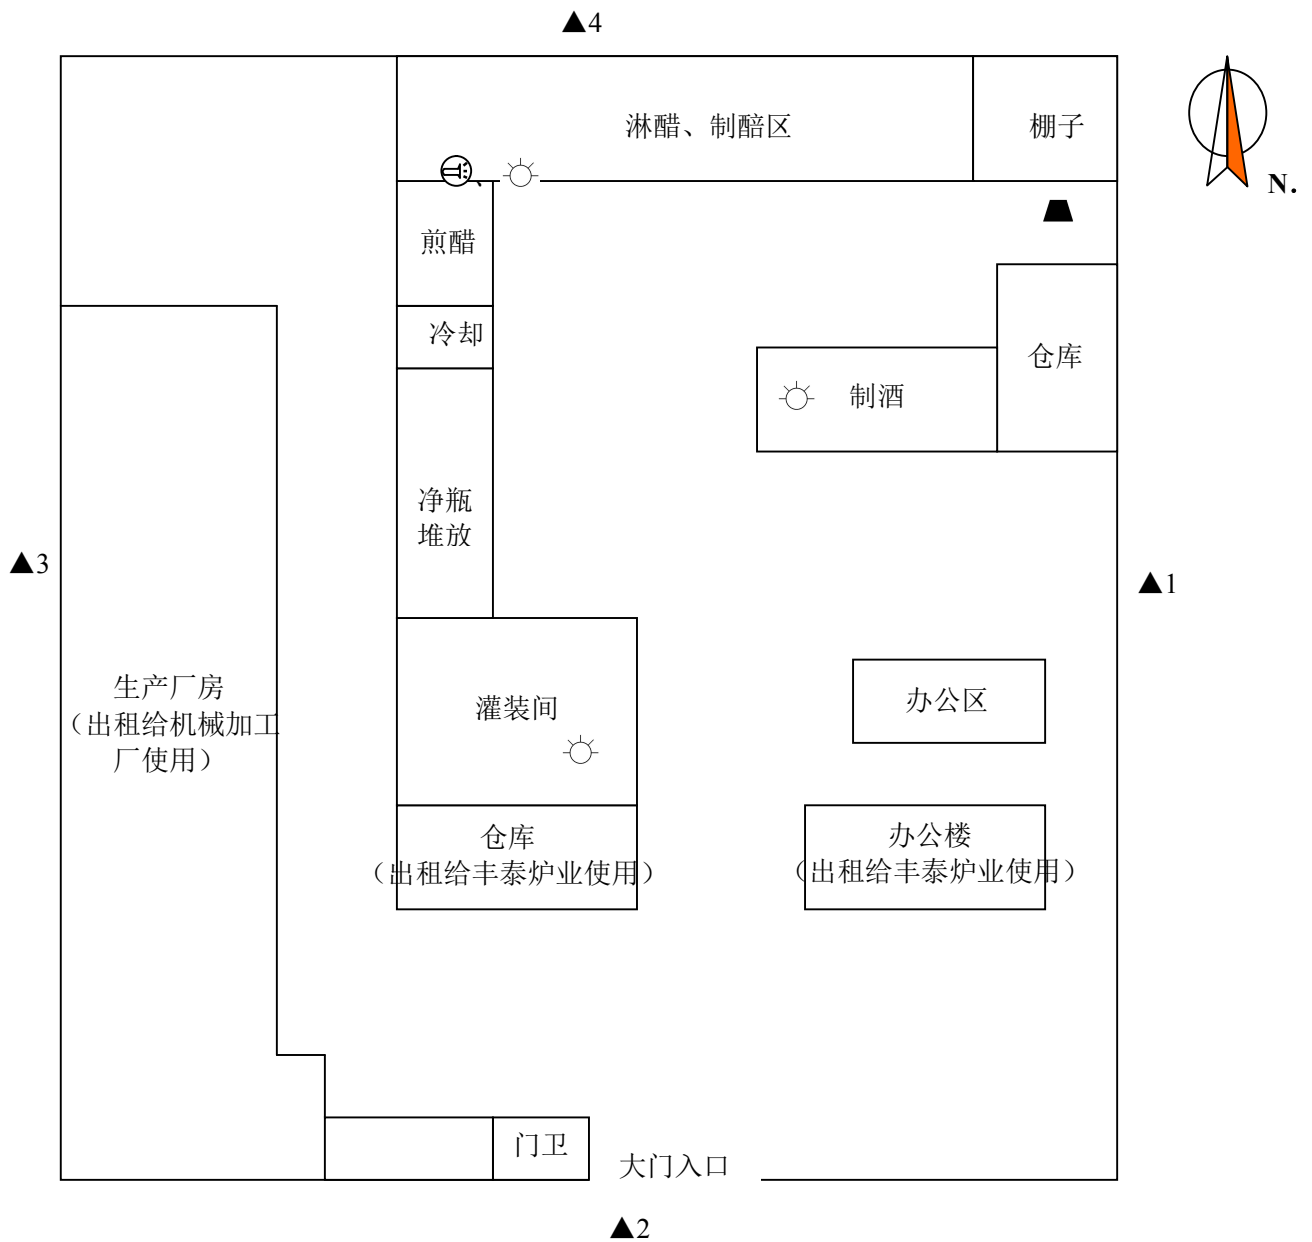 ▲4
淋醋、制醅区
棚子
N.
煎醋
冷却
仓库
制酒
净瓶
堆放
▲3
▲1
生产厂房
（出租给机械加工
厂使用）
灌装间
办公区
仓库
（出租给丰泰炉业使用）
办公楼
（出租给丰泰炉业使用）
门卫
大门入口
▲2